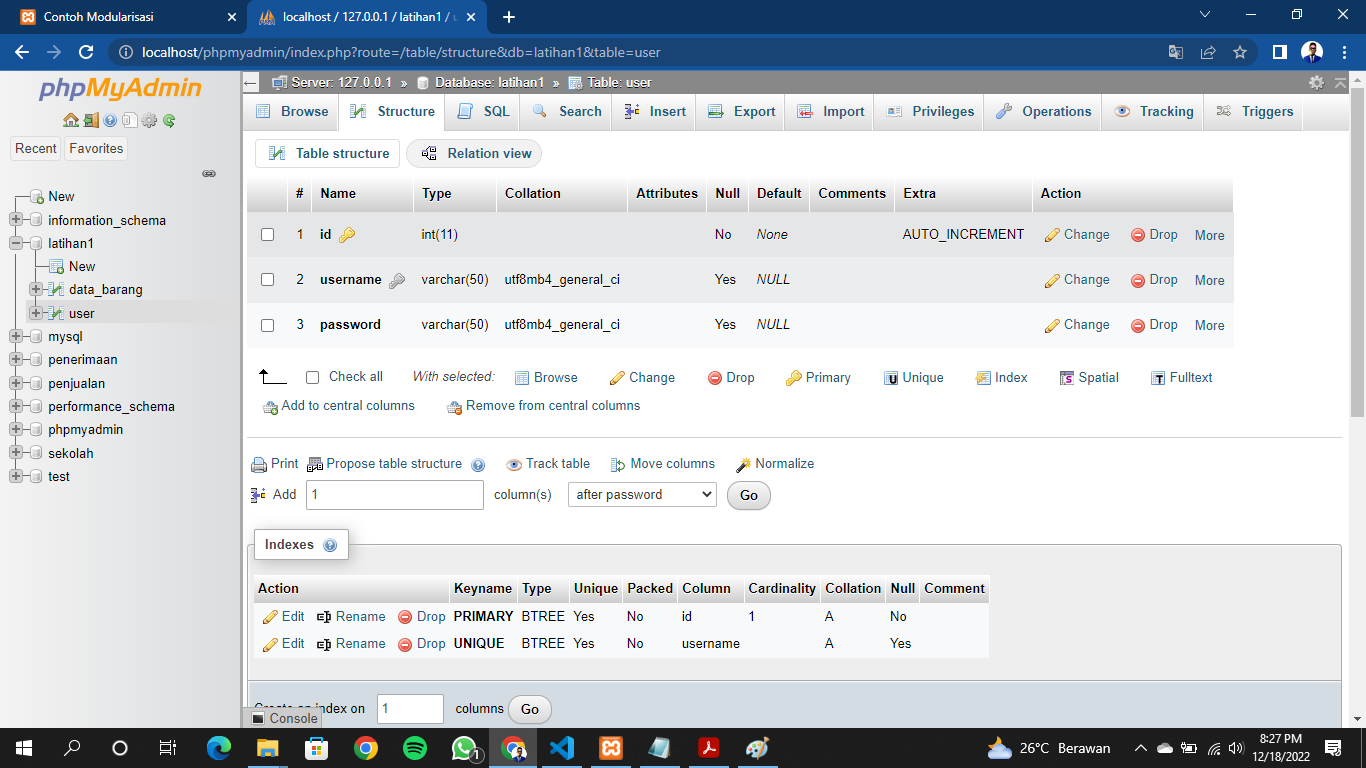 Contoh Modularisasi
localhost / 127.0.0.1 / latihan1 / u
localhost/phpmyadmin/index.php?route=/table/structure&db=latihan1&table=user
phpMyAdmin
Server: 127.0.0.1 » Database: latihan1 » Table: user
Browse Structure SQL Search Insert Export Import Privileges Operations Tracking Triggers
Recent Favorites
Table structure Relation view
New
information_schema
latihan1
New
data_barang
user
mysql
penerimaan
penjualan
performance_schema
phpmyadmin
sekolah
test
# Name Type Collation Attributes Null Default Comments Extra Action
1 id int(11) No None AUTO_INCREMENT Change Drop More
2 username varchar(50) utf8mb4_general_ci Yes NULL Change Drop More
3 password varchar(50) utf8mb4_general_ci Yes NULL Change Drop More
Check all With selected: Browse Change Drop Primary Unique Index Spatial Fulltext
Add to central columns Remove from central columns
Print Propose table structure Track table Move columns Normalize
Add 1 column(s) after password Go
Indexes
Action Keyname Type Unique Packed Column Cardinality Collation Null Comment
Edit Rename Drop PRIMARY BTREE Yes No id 1 A No
Edit Rename Drop UNIQUE BTREE Yes No username A Yes
Create an index on 1 columns Go
Console
1
26°C Berawan
8:27 PM
12/18/2022